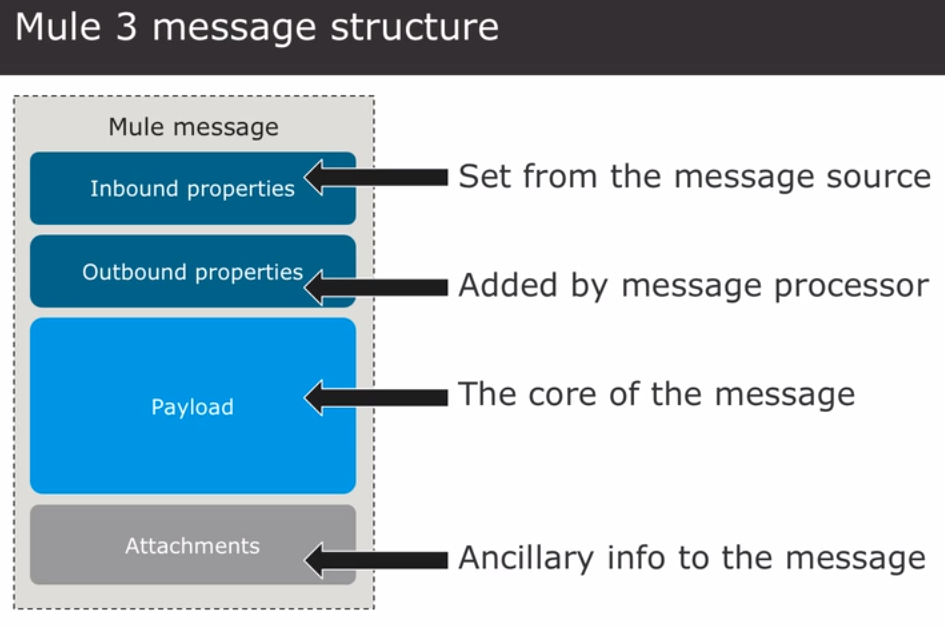 Mule 3 message structure
Mule message
Inbound properties
Set from the message source
Outbound properties
Added by message processor
Payload
The core of the message
Attachments
Ancillary info to the message